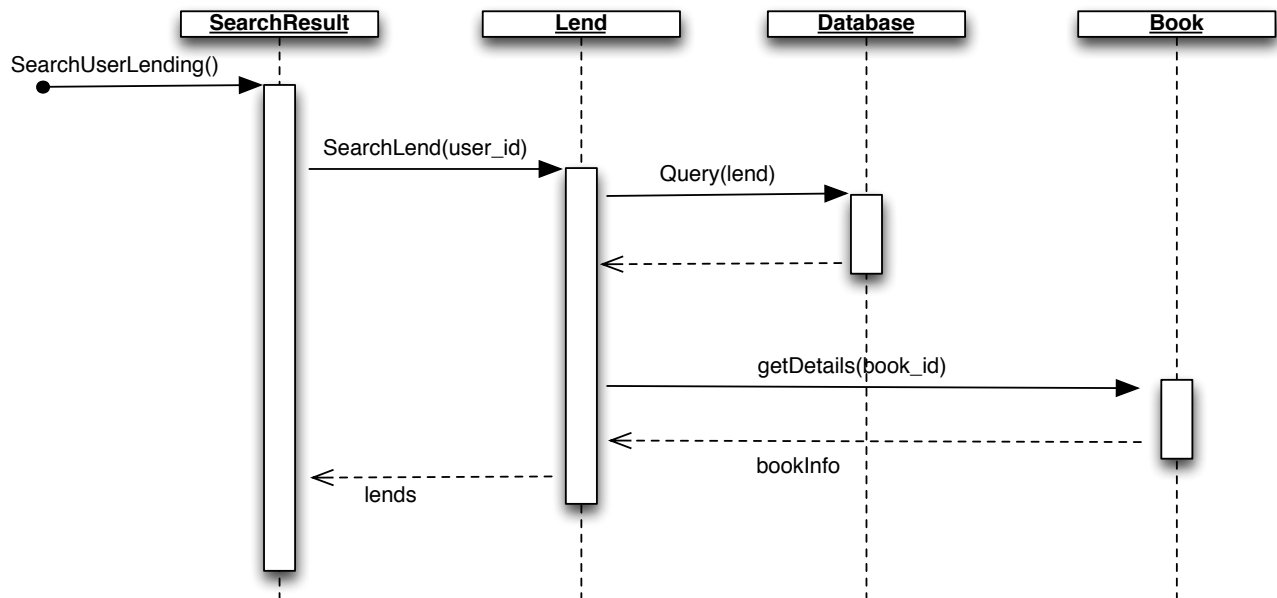 SearchResult
Lend
Database
Book
SearchUserLending()
SearchLend(user_id)
Query(lend)
getDetails(book_id)
bookInfo
lends